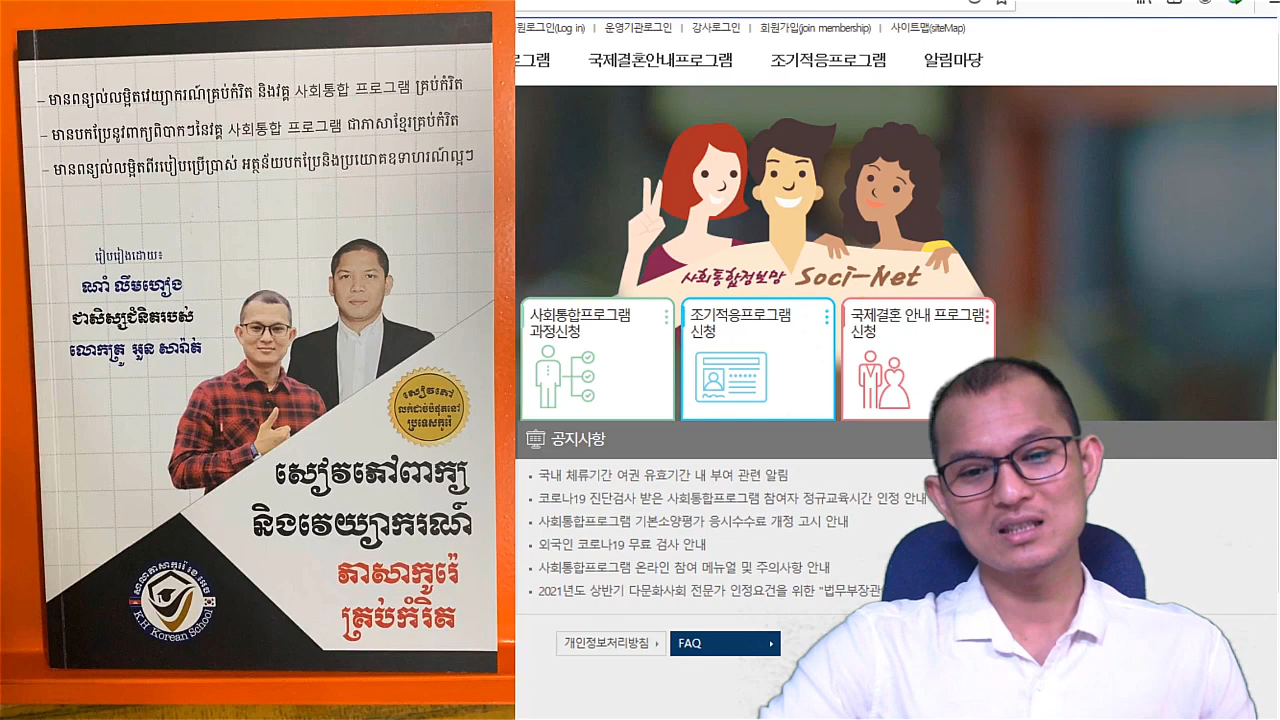 – មានពន្យល់លម្អិតវេយ្យាករណ៍គ្រប់កំរិត និងវគ្គ 사회통합 프로그램 គ្រប់កំរិត
– មានបកប្រែនូវពាក្យពិបាកៗនៃវគ្គ 사회통합 프로그램 ជាភាសាខ្មែរគ្រប់កំរិត
– មានពន្យល់លម្អិតពីរបៀបប្រើប្រាស់ អត្ថន័យបកប្រែនិងប្រយោគឧទាហរណ៍ល្អៗ
រៀបរៀងដោយ៖
ណាំ លីមហៀង
ជាសិស្សជំនិតរបស់
លោកគ្រូ អូន សារ៉ាត់
សៀវភៅ
លក់ដាច់បំផុតនៅ
ប្រទេសកូរ៉េ
សៀវភៅពាក្យ
និងវេយ្យាករណ៍
ភាសាកូរ៉េ
គ្រប់កំរិត
K.H Korean School
원로그인(Log in) | 운영기관로그인 | 강사로그인 | 회원가입(join membership) | 사이트맵(siteMap)
로그램 국제결혼안내프로그램 조기적응프로그램 알림마당
사회통합정보망 Soci-Net
사회통합프로그램
과정신청
조기적응프로그램
신청
국제결혼 안내 프로그램
신청
공지사항
국내 체류기간 여권 유효기간 내 부여 관련 알림
코로나19 진단검사 받은 사회통합프로그램 참여자 정규교육시간 인정 안내
사회통합프로그램 기본소양평가 응시수수료 개정 고시 안내
외국인 코로나19 무료 검사 안내
사회통합프로그램 온라인 참여 매뉴얼 및 주의사항 안내
2021년도 상반기 다문화사회 전문가 인정요건을 위한 "법무부장관
개인정보처리방침
FAQ